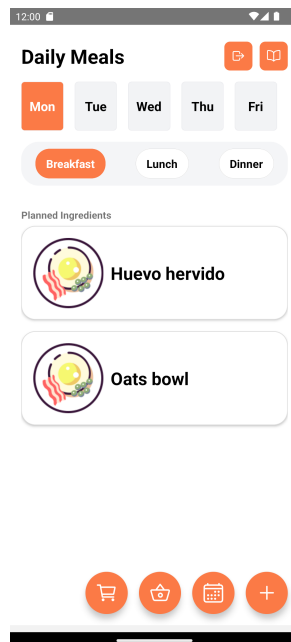 12:00
Daily Meals
Mon Tue Wed Thu Fri
Breakfast Lunch Dinner
Planned Ingredients
Huevo hervido
Oats bowl